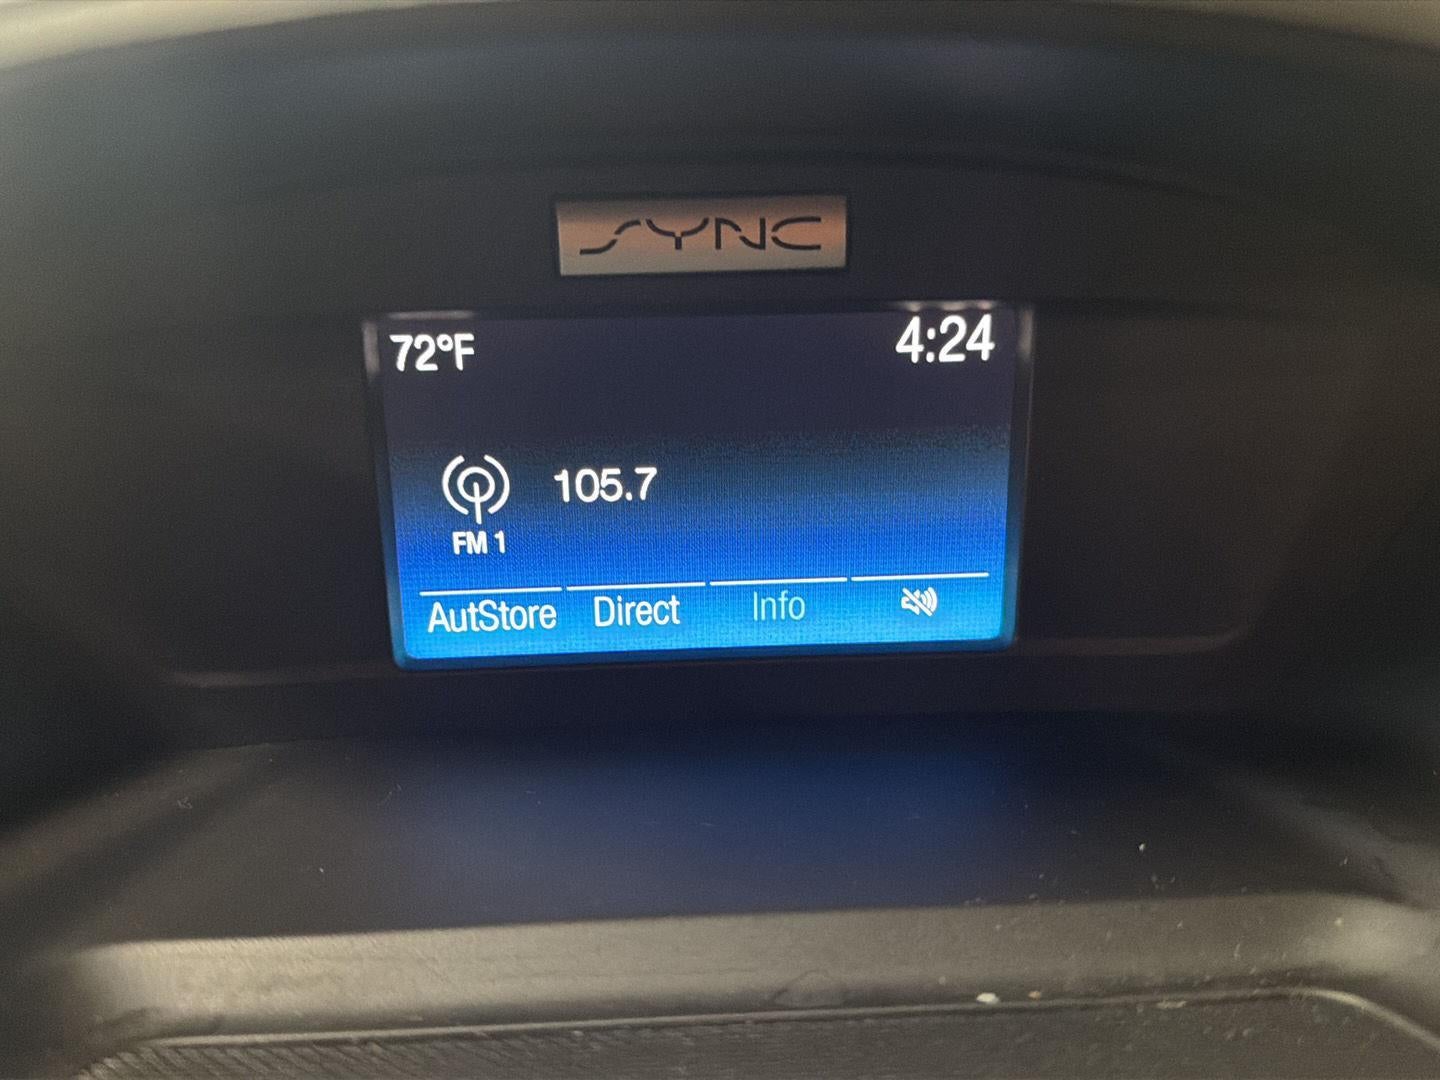 SYNC
72°F 4:24
105.7
FM 1
AutStore Direct Info